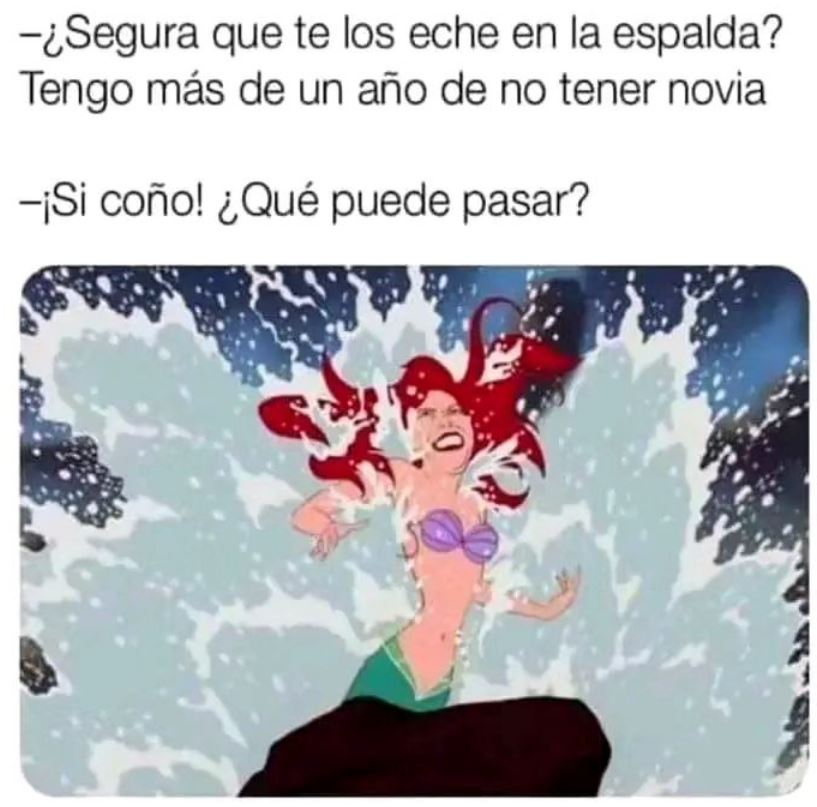 –¿Segura que te los eche en la espalda?
Tengo más de un año de no tener novia
–¡Si coño! ¿Qué puede pasar?